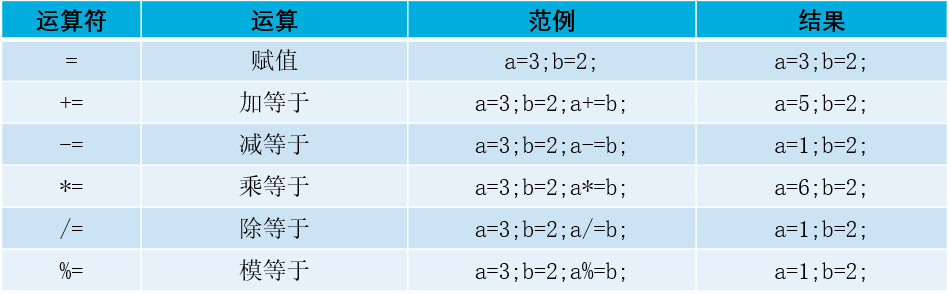 运算符 运算 范例 结果
= 赋值 a=3;b=2; a=3;b=2;
+= 加等于 a=3;b=2;a+=b; a=5;b=2;
-= 减等于 a=3;b=2;a-=b; a=1;b=2;
*= 乘等于 a=3;b=2;a*=b; a=6;b=2;
/= 除等于 a=3;b=2;a/=b; a=1;b=2;
%= 模等于 a=3;b=2;a%=b; a=1;b=2;